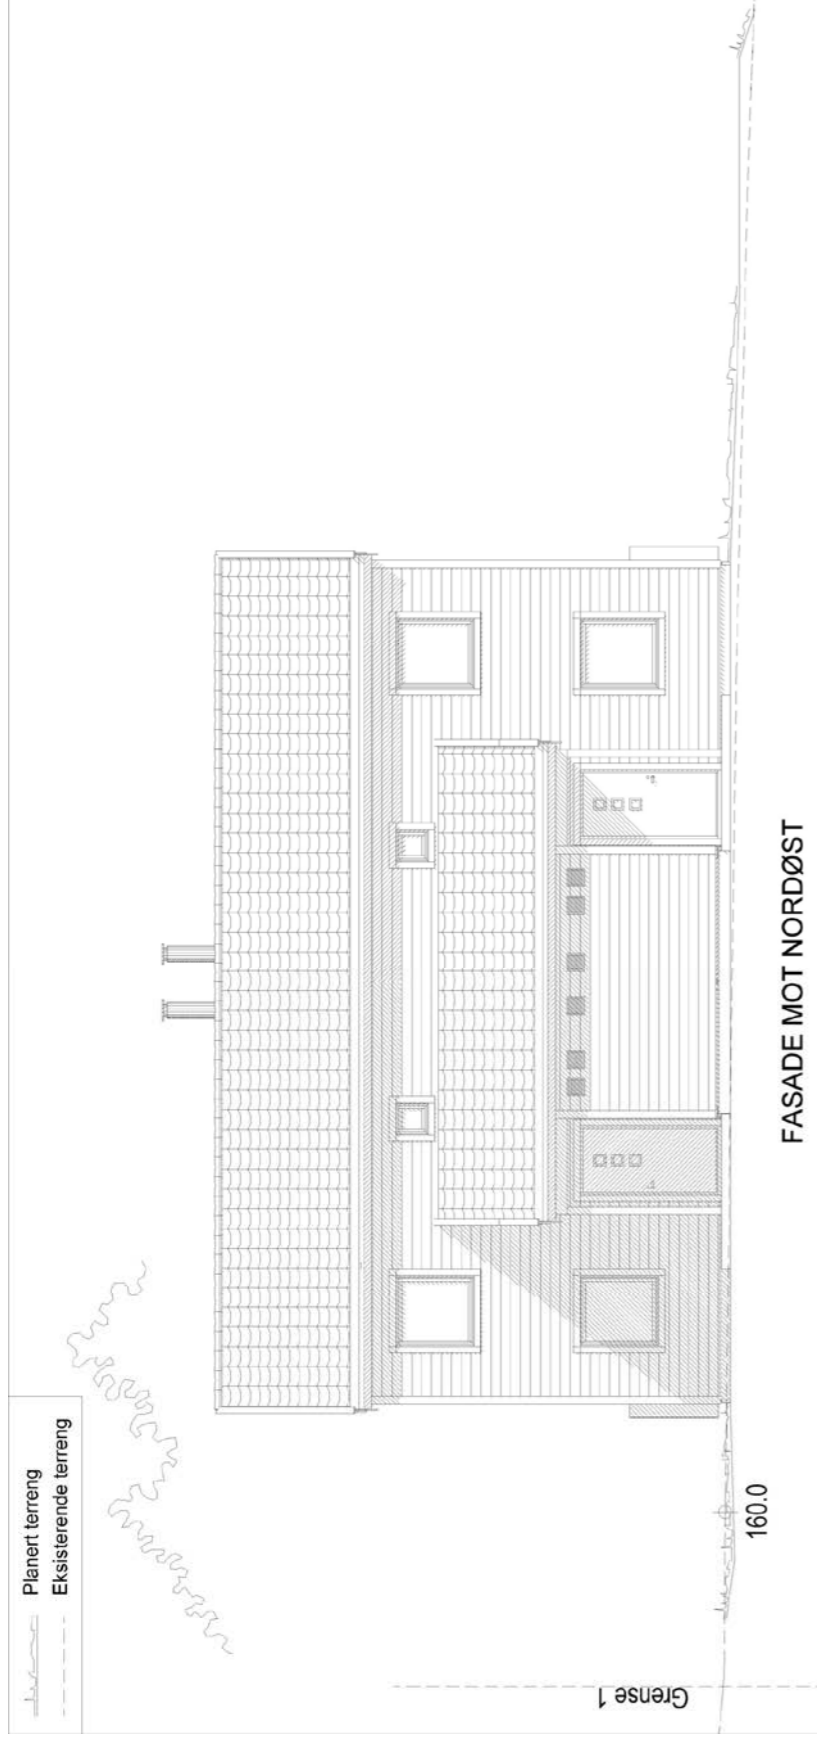 Planert terreng
Eksisterende terreng
Grense 1
160.0
FASADE MOT NORDØST